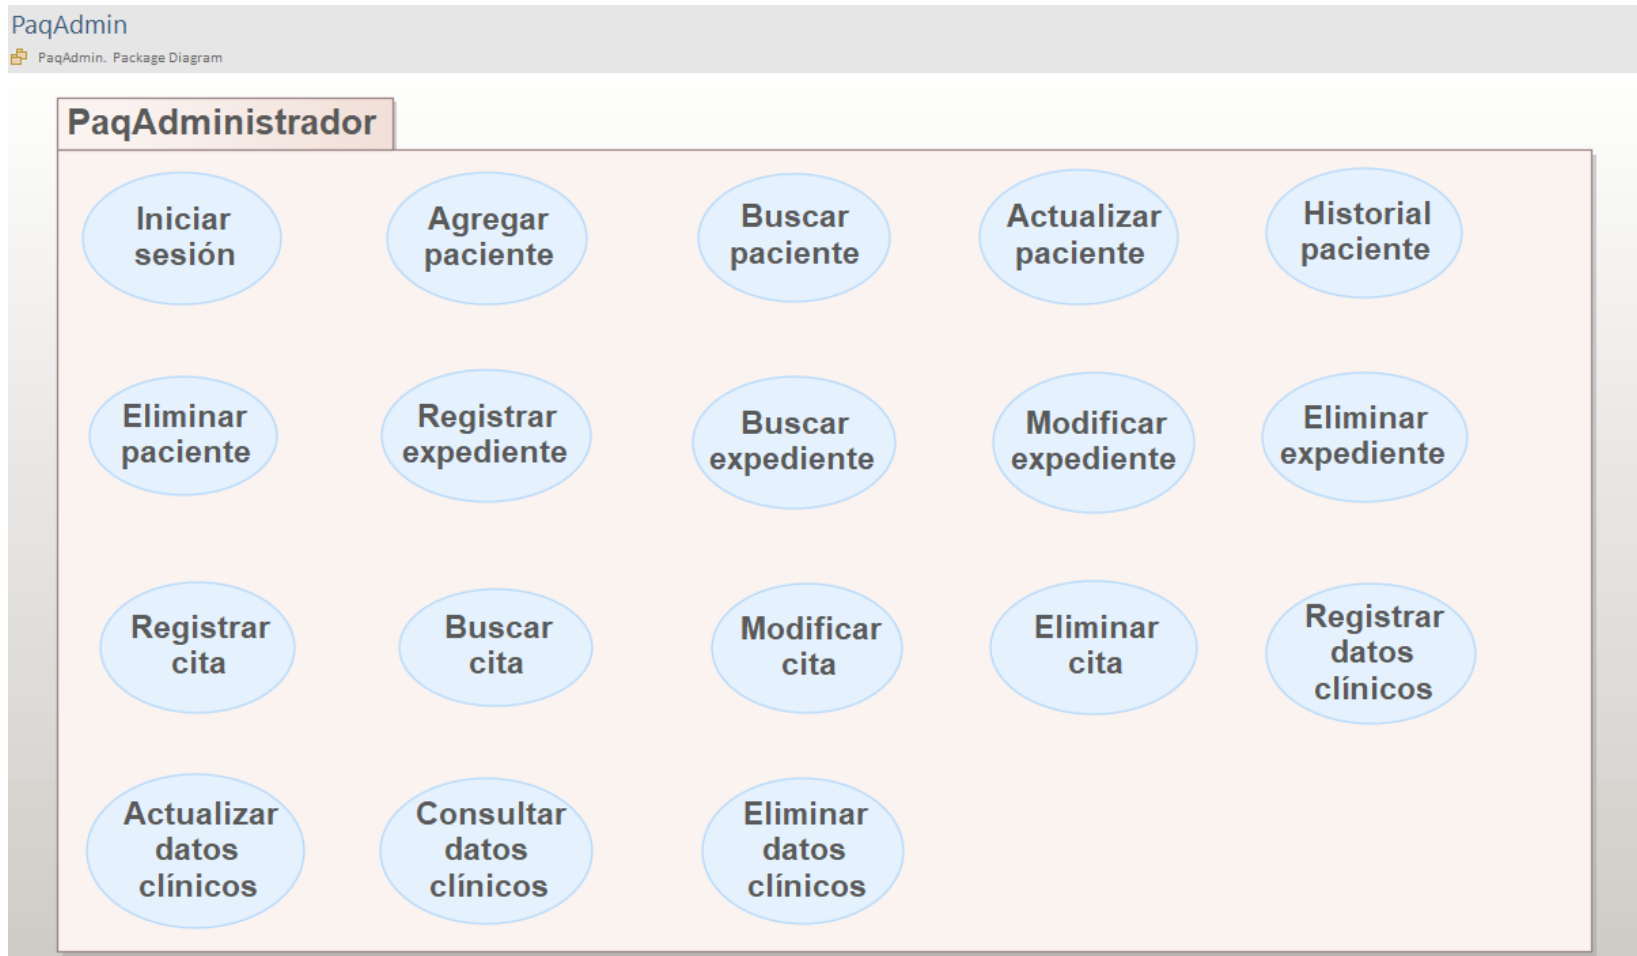 PaqAdmin
PaqAdmin. Package Diagram
PaqAdministrador
Iniciar
sesión
Agregar
paciente
Buscar
paciente
Actualizar
paciente
Historial
paciente
Eliminar
paciente
Registrar
expediente
Buscar
expediente
Modificar
expediente
Eliminar
expediente
Registrar
cita
Buscar
cita
Modificar
cita
Eliminar
cita
Registrar
datos
clínicos
Actualizar
datos
clínicos
Consultar
datos
clínicos
Eliminar
datos
clínicos